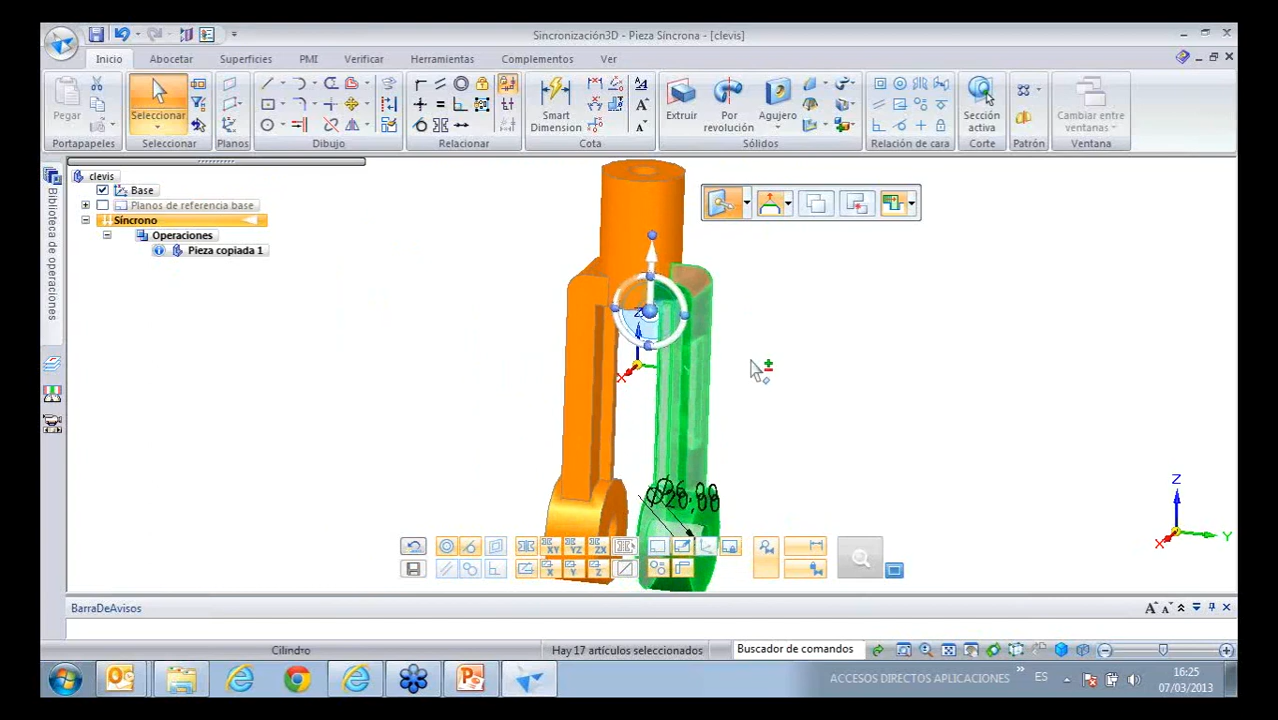 Sincronización3D - Pieza Síncrona - [clevis]
Inicio Abocetar Superficies PMI Verificar Herramientas Complementos Ver
Pegar Seleccionar Smart Dimension Extruir Por revolución Agujero Sección activa Cambiar entre ventanas
Portapapeles Seleccionar Planos Dibujo Relacionar Cota Sólidos Relación de cara Corte Patrón Ventana
Biblioteca de operaciones
clevis
Base
Planos de referencia base
Síncrono
Operaciones
Pieza copiada 1
Z
X
Z
Y
X
XY YZ ZX
X Y Z
BarraDeAvisos
Cilindro
Hay 17 artículos seleccionados
Buscador de comandos
ACCESOS DIRECTOS APLICACIONES
ES
16:25
07/03/2013